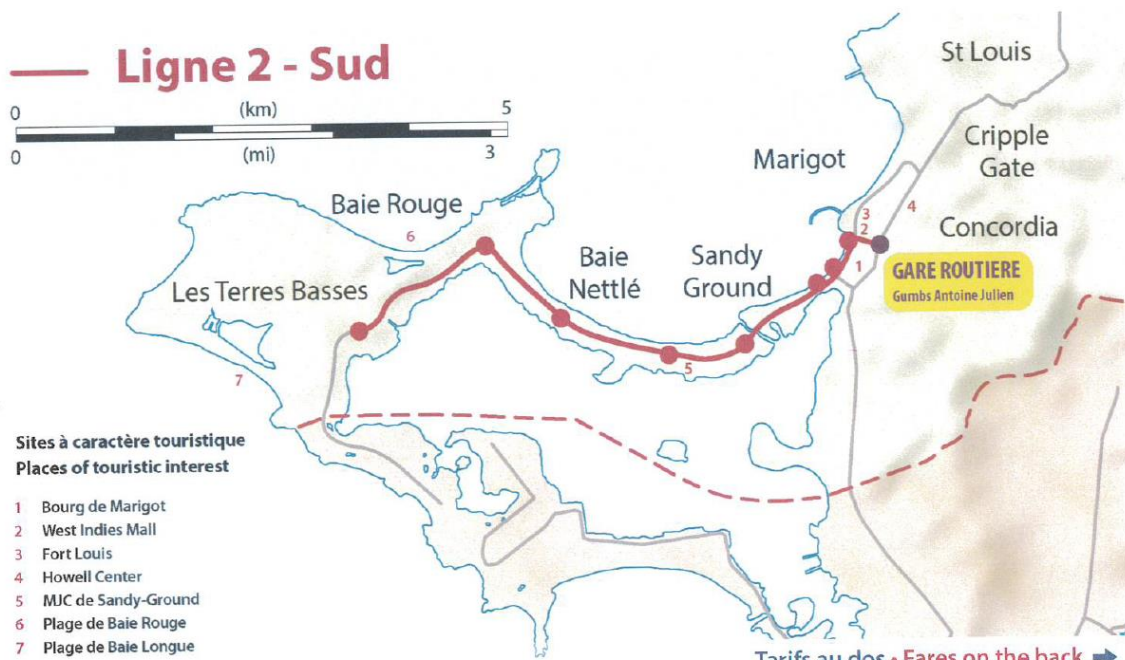 Ligne 2 - Sud
0 (km) 5
0 (mi) 3
St Louis
Cripple
Gate
Marigot
Baie Rouge
6
3
2
4
Concordia
Baie
Nettlé
Sandy
Ground
1
GARE ROUTIERE
Gumbs Antoine Julien
Les Terres Basses
7
5
Sites à caractère touristique
Places of touristic interest
1 Bourg de Marigot
2 West Indies Mall
3 Fort Louis
4 Howell Center
5 MJC de Sandy-Ground
6 Plage de Baie Rouge
7 Plage de Baie Longue
Tarifs au dos • Fares on the back